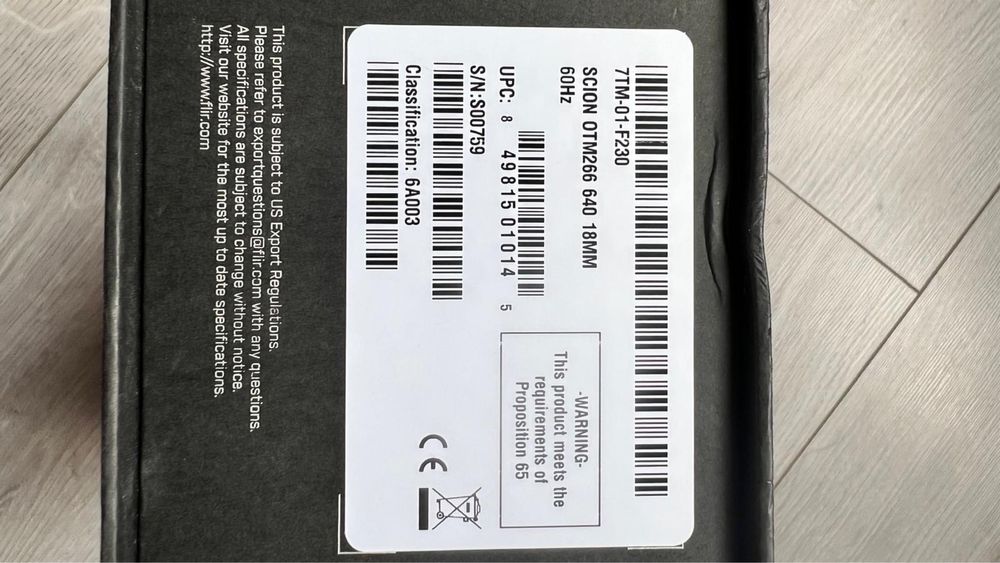 7TM-01-F230
SCION OTM266 640 18MM
60Hz
UPC: 8 49815 01014 5
S/N:S00759
Classification: 6A003
-WARNING-
This product meets the
requirements of
Proposition 65
CE
This product is subject to US Export Regulations.
Please refer to exportquestions@flir.com with any questions.
All specifications are subject to change without notice.
Visit our website for the most up to date specifications.
http://www.flir.com